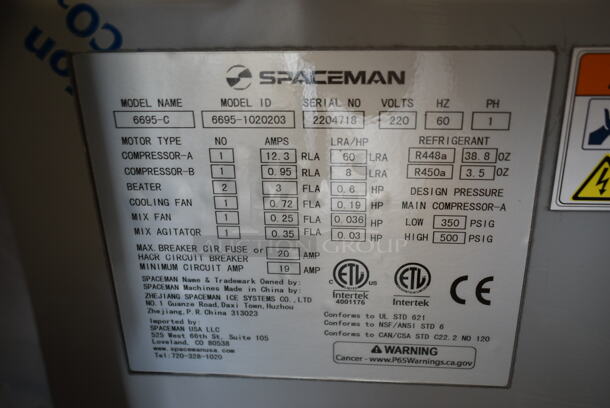 SPACEMAN
MODEL NAME MODEL ID SERIAL NO VOLTS HZ PH
6695-C 6695-1020203 2204718 220 60 1
MOTOR TYPE NO AMPS LRA/HP REFRIGERANT
COMPRESSOR-A 1 12.3 RLA 60 LRA R448a 38.8 OZ
COMPRESSOR-B 1 0.95 RLA 8 LRA R450a 3.5 OZ
BEATER 2 3 FLA 0.6 HP DESIGN PRESSURE
COOLING FAN 1 0.72 FLA 0.19 HP MAIN COMPRESSOR-A
MIX FAN 1 0.25 FLA 0.036 HP LOW 350 PSIG
MIX AGITATOR 1 0.35 FLA 0.03 HP HIGH 500 PSIG
MAX. BREAKER CIR. FUSE or
HACR CIRCUIT BREAKER 20 AMP
MINIMUM CIRCUIT AMP 19 AMP
SPACEMAN Name & Trademark Owned by
SPACEMAN Machines Made in China by:
ZHEJIANG SPACEMAN ICE SYSTEMS CO., LTD
NO.1 Guanze Road, Daxi Town, Huzhou
Zhejiang, P.R. China 313023
Imported by:
SPACEMAN USA LLC
525 West 66th St, Suite 105
Loveland, CO 80538
www.spacemanusa.com
Tel: 720-328-1020
ETL
Intertek
4001176
ETL
Intertek
CE
Conforms to UL STD 621
Conforms to NSF/ANSI STD 6
Conforms to CAN/CSA STD C22.2 NO 120
WARNING
Cancer - www.P65Warnings.ca.gov
GROUP